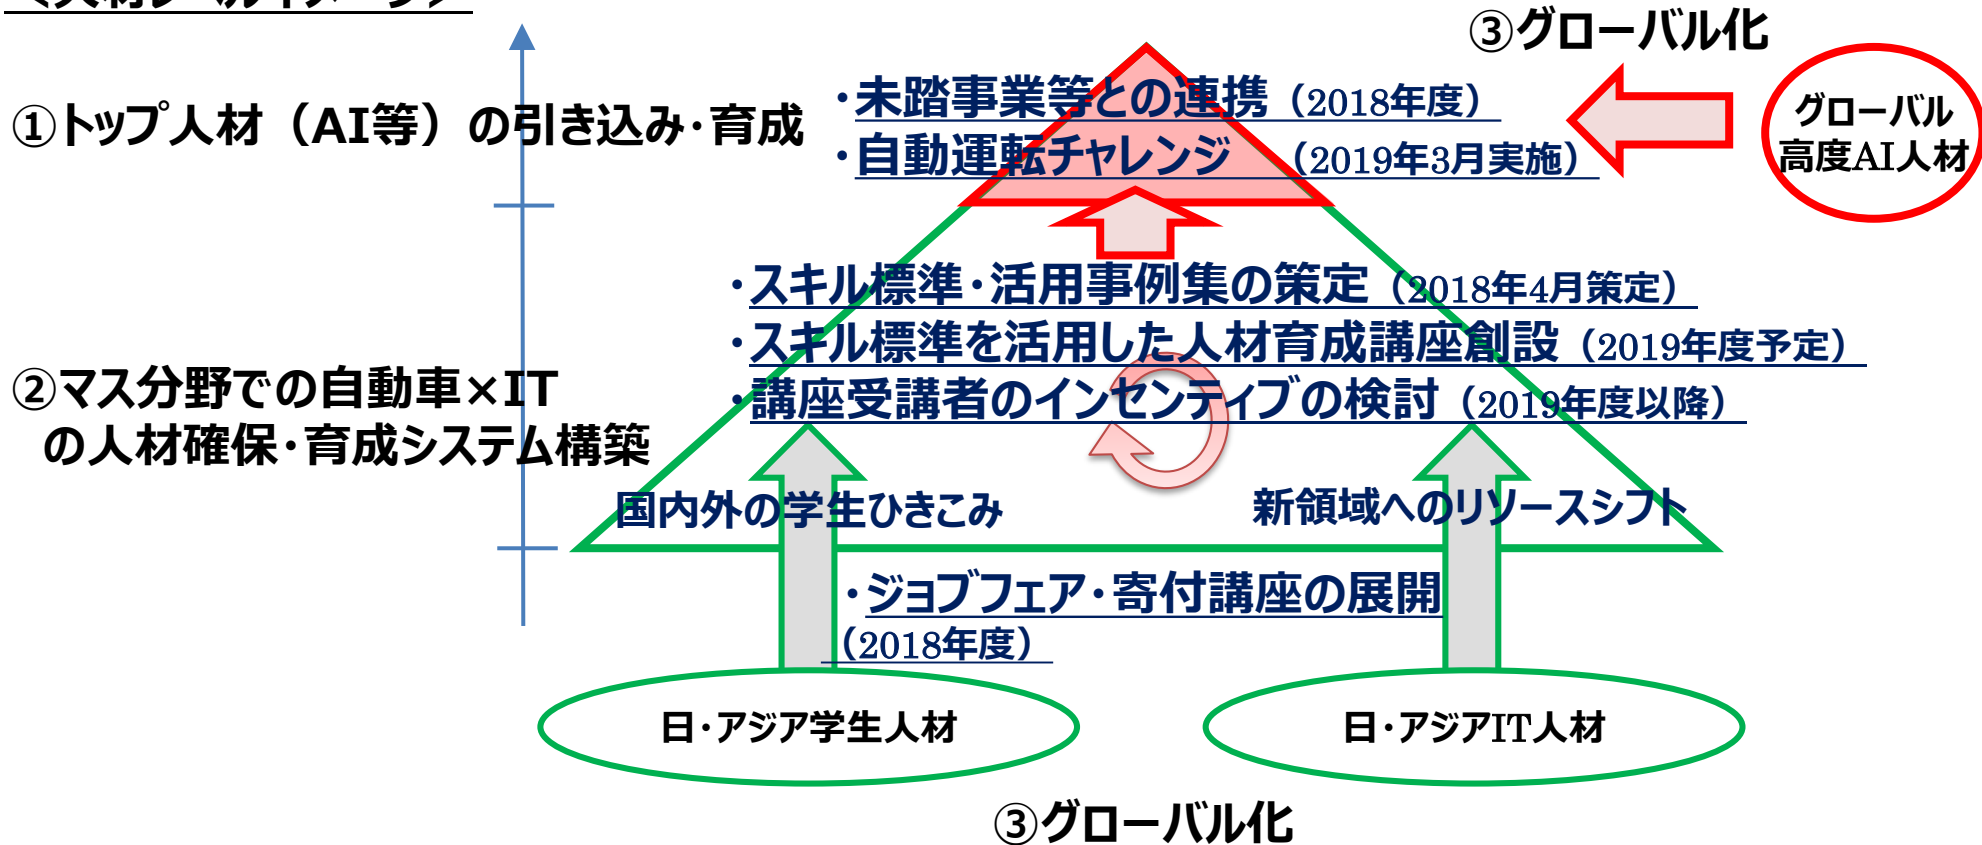 ③グローバル化
①トップ人材（AI等）の引き込み・育成
・未踏事業等との連携（2018年度）
・自動運転チャレンジ　（2019年3月実施）
グローバル
高度AI人材
・スキル標準・活用事例集の策定（2018年4月策定）
・スキル標準を活用した人材育成講座創設（2019年度予定）
・講座受講者のインセンティブの検討（2019年度以降）
②マス分野での自動車×IT
の人材確保・育成システム構築
国内外の学生ひきこみ
新領域へのリソースシフト
・ジョブフェア・寄付講座の展開
（2018年度）
日・アジア学生人材
日・アジアIT人材
③グローバル化